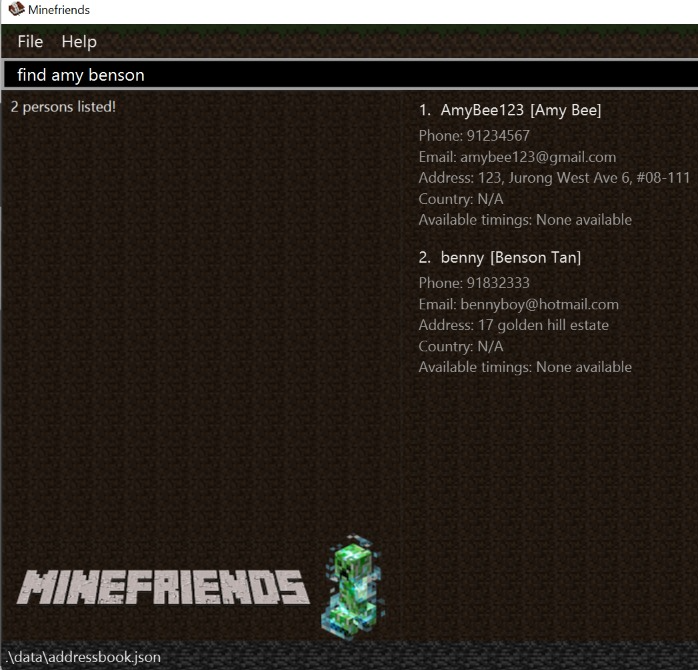 Minefriends
File Help
find amy benson
2 persons listed!
1. AmyBee123 [Amy Bee]
Phone: 91234567
Email: amybee123@gmail.com
Address: 123, Jurong West Ave 6, #08-111
Country: N/A
Available timings: None available
2. benny [Benson Tan]
Phone: 91832333
Email: bennyboy@hotmail.com
Address: 17 golden hill estate
Country: N/A
Available timings: None available
MINEFRIENDS
.\data\addressbook.json